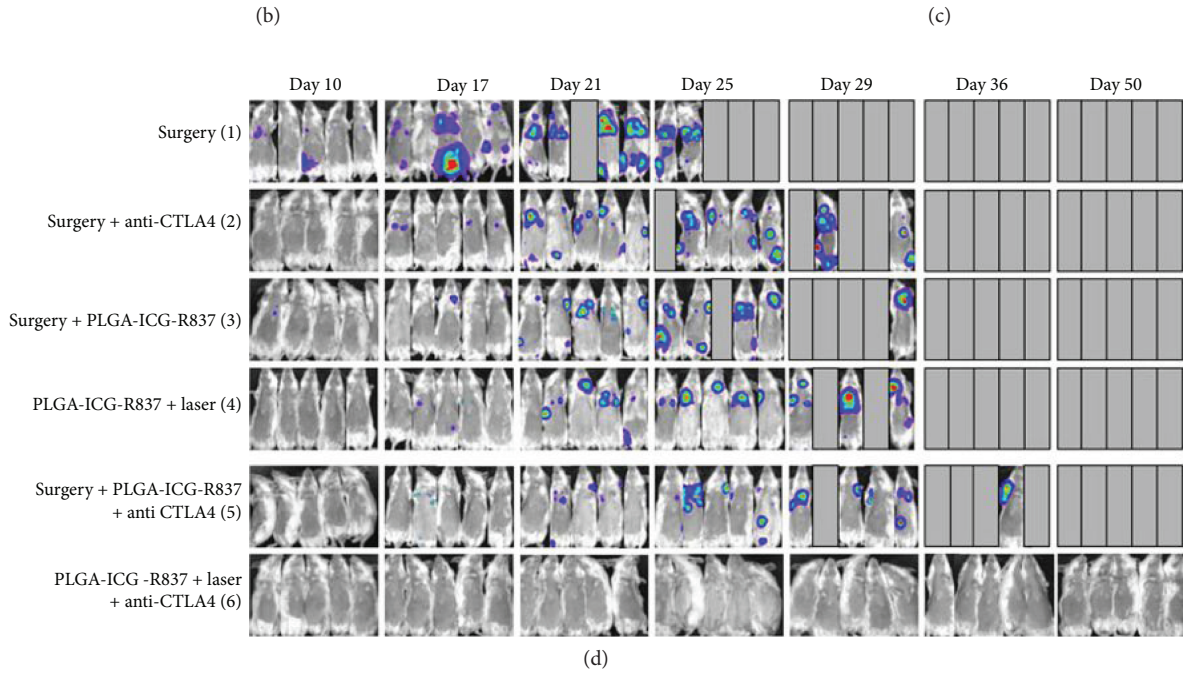 (b) (c)
Day 10 Day 17 Day 21 Day 25 Day 29 Day 36 Day 50
Surgery (1)
Surgery + anti-CTLA4 (2)
Surgery + PLGA-ICG-R837 (3)
PLGA-ICG-R837 + laser (4)
Surgery + PLGA-ICG-R837
+ anti CTLA4 (5)
PLGA-ICG -R837 + laser
+ anti-CTLA4 (6)
(d)